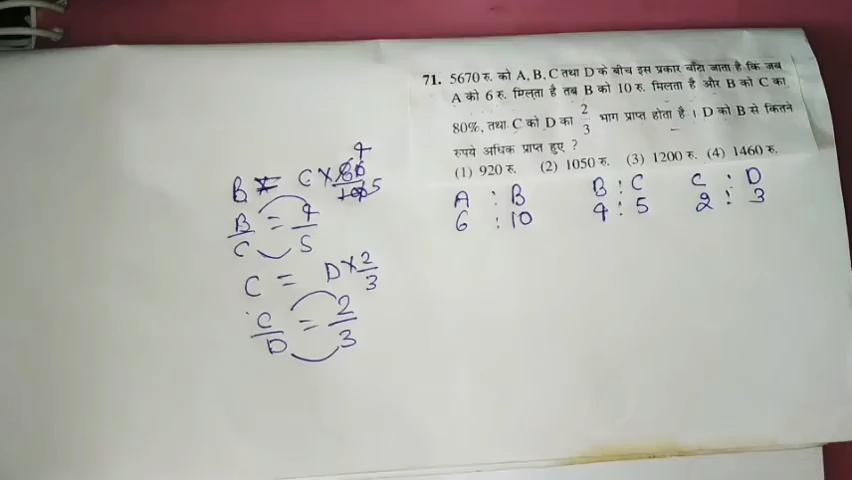 71. 5670 रु. को A, B, C तथा D के बीच इस प्रकार बाँटा जाता है कि जब
A को 6 रु. मिलता है तब B को 10 रु. मिलता है और B को C का
80%, तथा C को D का 2/3 भाग प्राप्त होता है । D को B से कितने
रुपये अधिक प्राप्त हुए ?
(1) 920 रु. (2) 1050 रु. (3) 1200 रु. (4) 1460 रु.
A : B B : C C : D
6 : 10 4 : 5 2 : 3
4
B = C × 80/100 5
B/C = 4/5
C = D × 2/3
C/D = 2/3